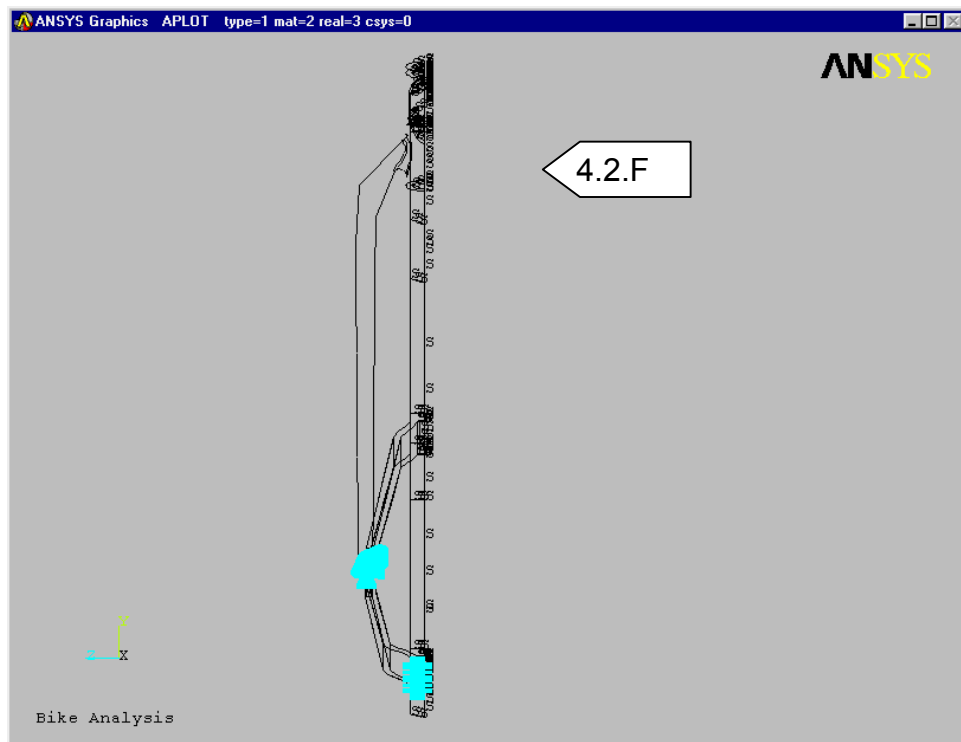 ANSYS Graphics APLOT type=1 mat=2 real=3 csys=0
ANSYS
4.2.F
Y
Z X
Bike Analysis